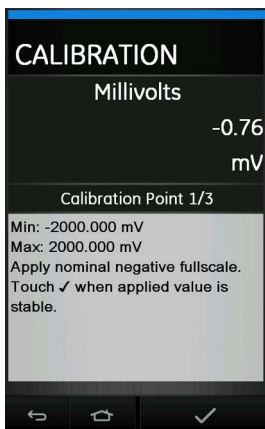 CALIBRATION
Millivolts
-0.76
mV
Calibration Point 1/3
Min: -2000.000 mV
Max: 2000.000 mV
Apply nominal negative fullscale.
Touch ✓ when applied value is
stable.